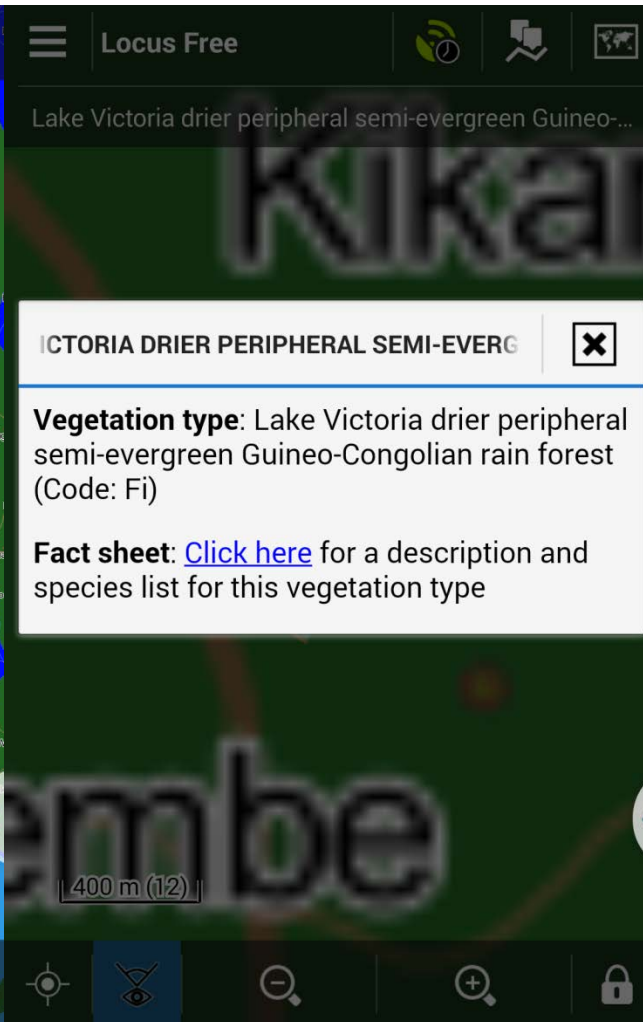 Locus Free
Lake Victoria drier peripheral semi-evergreen Guineo-...
Kika
ICTORIA DRIER PERIPHERAL SEMI-EVERG
Vegetation type: Lake Victoria drier peripheral
semi-evergreen Guineo-Congolian rain forest
(Code: Fi)
Fact sheet: Click here for a description and
species list for this vegetation type
embe
400 m (12)